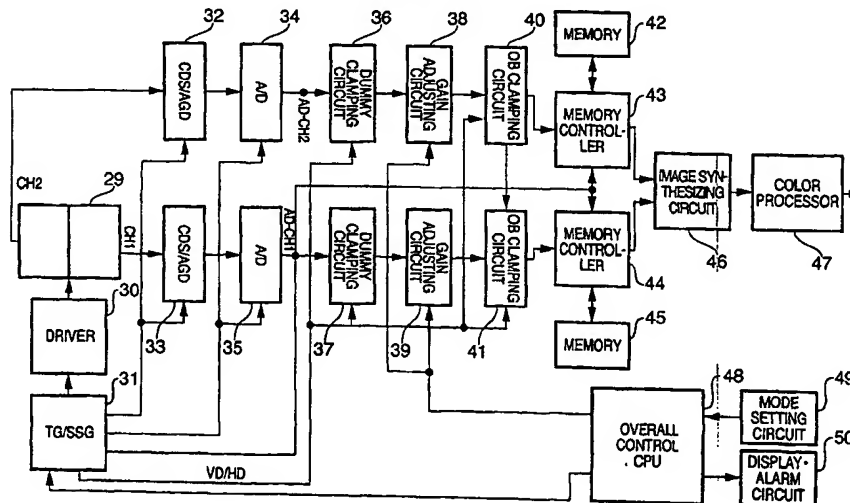 32
34
36
38
40
MEMORY
42
CDS/AGD
A/D
AD-CH2
DUMMY
CLAMPING
CIRCUIT
GAIN
ADJUSTING
CIRCUIT
OB CLAMPING
CIRCUIT
MEMORY
CONTROL-
LER
43
CH2
29
CH1
CDS/AGD
A/D
AD-CH1
DUMMY
CLAMPING
CIRCUIT
GAIN
ADJUSTING
CIRCUIT
OB CLAMPING
CIRCUIT
MEMORY
CONTROL-
LER
44
IMAGE SYN-
THESIZING
CIRCUIT
46
COLOR
PROCESSOR
47
30
DRIVER
33
35
37
39
41
MEMORY
45
31
TG/SSG
VD/HD
OVERALL
CONTROL
. CPU
48
MODE
SETTING
CIRCUIT
49
DISPLAY·
ALARM
CIRCUIT
50